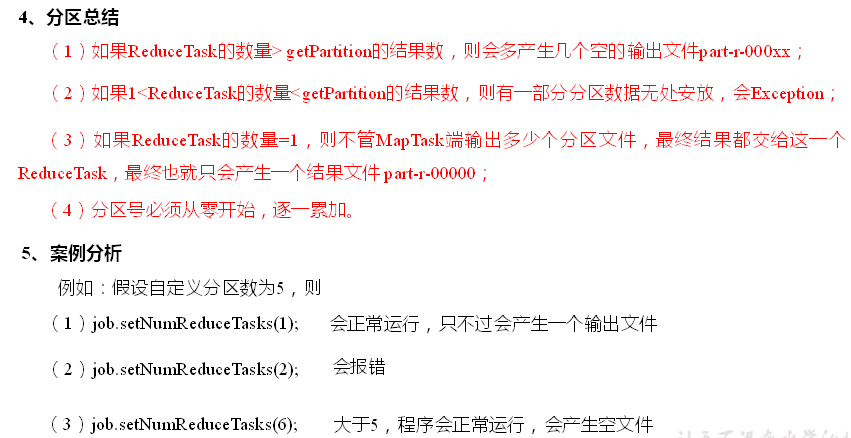 4、分区总结
（1）如果ReduceTask的数量> getPartition的结果数，则会多产生几个空的输出文件part-r-000xx；
（2）如果1<ReduceTask的数量<getPartition的结果数，则有一部分分区数据无处安放，会Exception；
（3）如果ReduceTask的数量=1，则不管MapTask端输出多少个分区文件，最终结果都交给这一个
ReduceTask，最终也就只会产生一个结果文件 part-r-00000；
（4）分区号必须从零开始，逐一累加。
5、案例分析
例如：假设自定义分区数为5，则
（1）job.setNumReduceTasks(1); 会正常运行，只不过会产生一个输出文件
（2）job.setNumReduceTasks(2); 会报错
（3）job.setNumReduceTasks(6); 大于5，程序会正常运行，会产生空文件